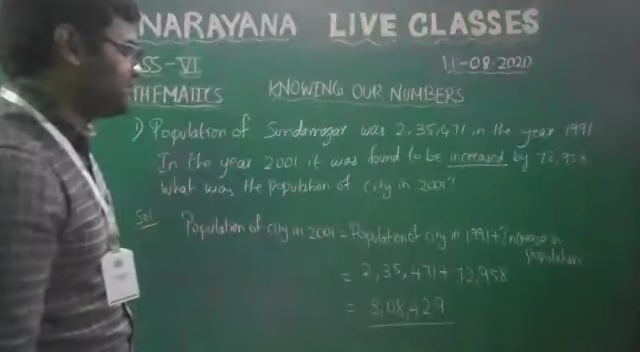 NARAYANA LIVE CLASSES
SS-VI 11-08-2020
THEMATICS KNOWING OUR NUMBERS
1) Population of Sundarnagar was 2,35,471 in the year 1991
In the year 2001 it was found to be increased by 72,958
What was the population of city in 2001?
Sol Population of city in 2001 = Population of city in 1991 + Increase in
population
= 2,35,471 + 72,958
= 3,08,429